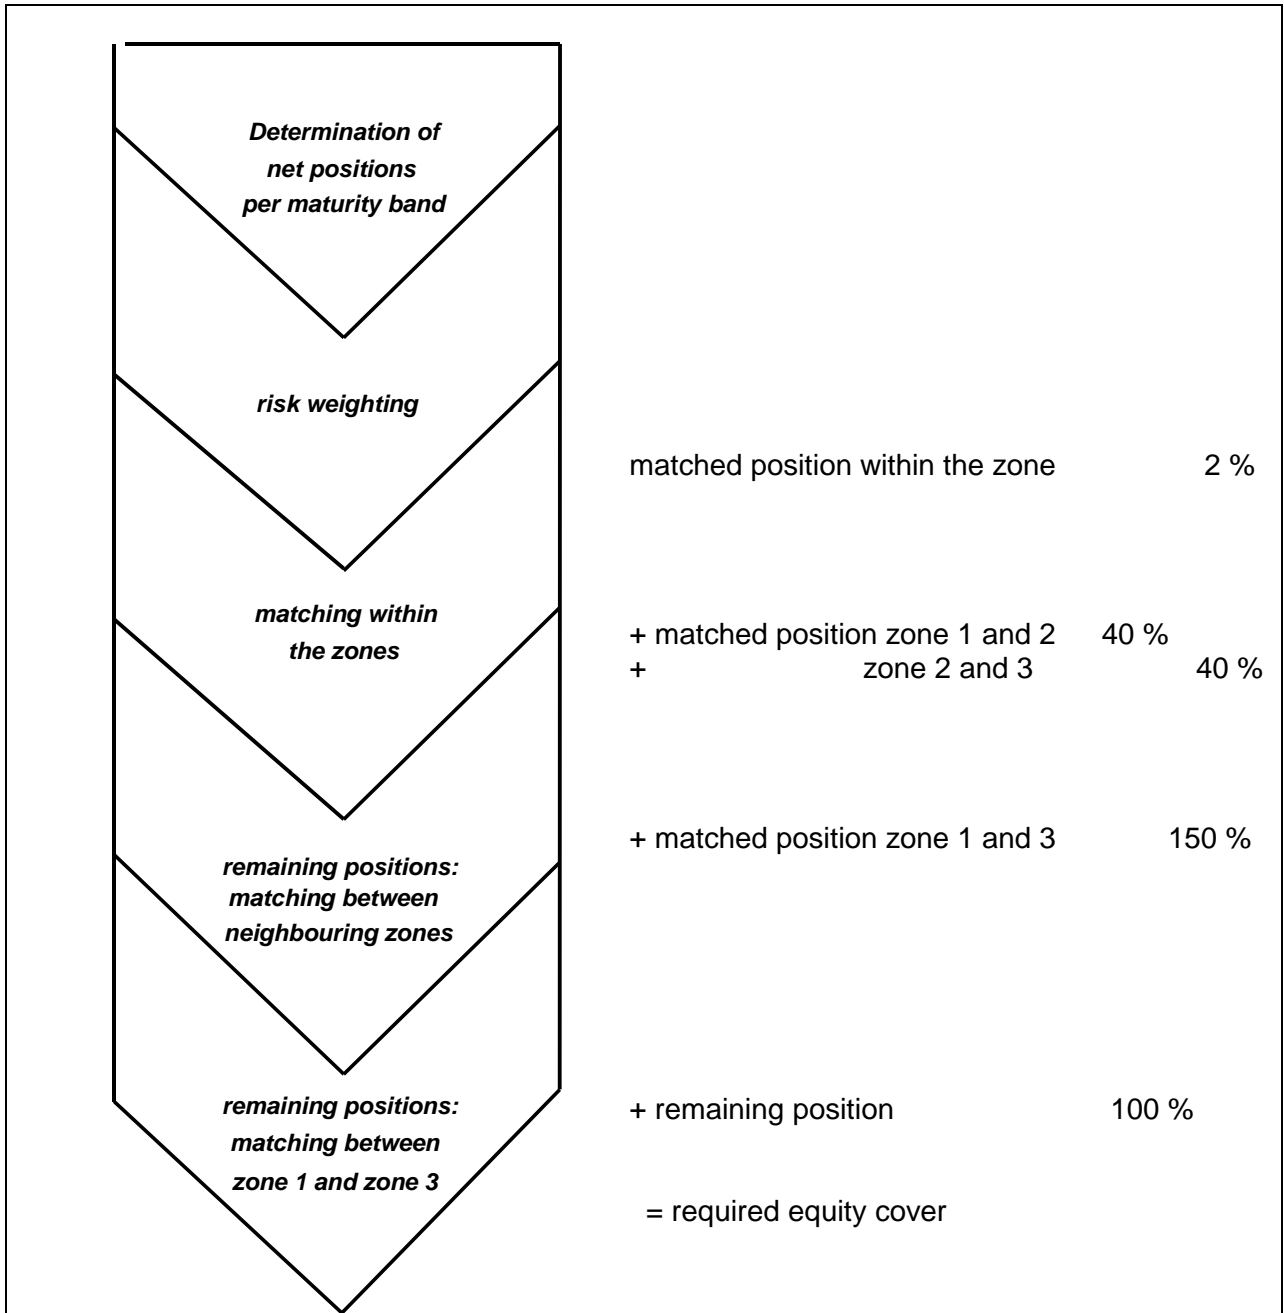 Determination of
net positions
per maturity band
risk weighting
matched position within the zone 2 %
matching within
the zones
+ matched position zone 1 and 2 40 %
+ zone 2 and 3 40 %
+ matched position zone 1 and 3 150 %
remaining positions:
matching between
neighbouring zones
remaining positions:
matching between
zone 1 and zone 3
+ remaining position 100 %
= required equity cover